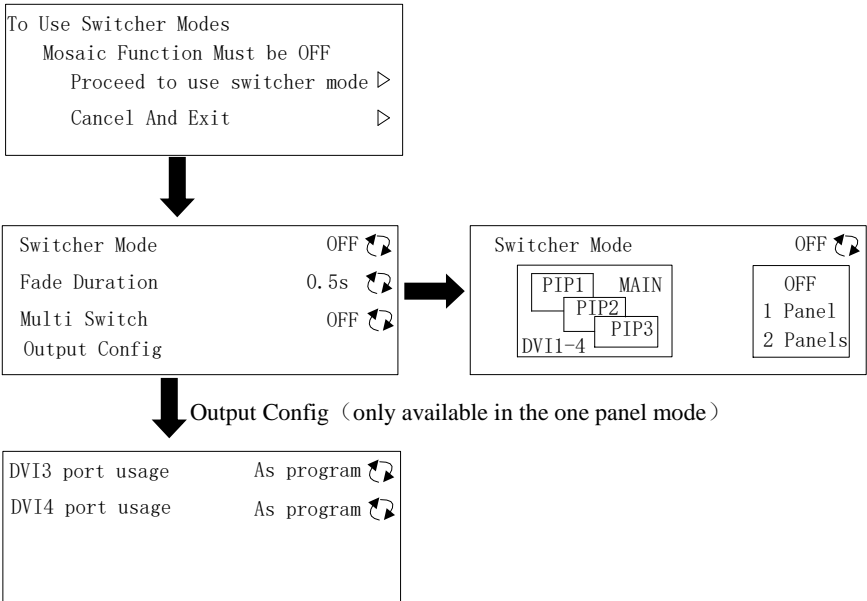 To Use Switcher Modes
Mosaic Function Must be OFF
Proceed to use switcher mode
Cancel And Exit
Switcher Mode OFF
Fade Duration 0.5s
Multi Switch OFF
Output Config
Switcher Mode OFF
PIP1 MAIN
PIP2
PIP3
DVI1-4
OFF
1 Panel
2 Panels
Output Config（only available in the one panel mode）
DVI3 port usage As program
DVI4 port usage As program